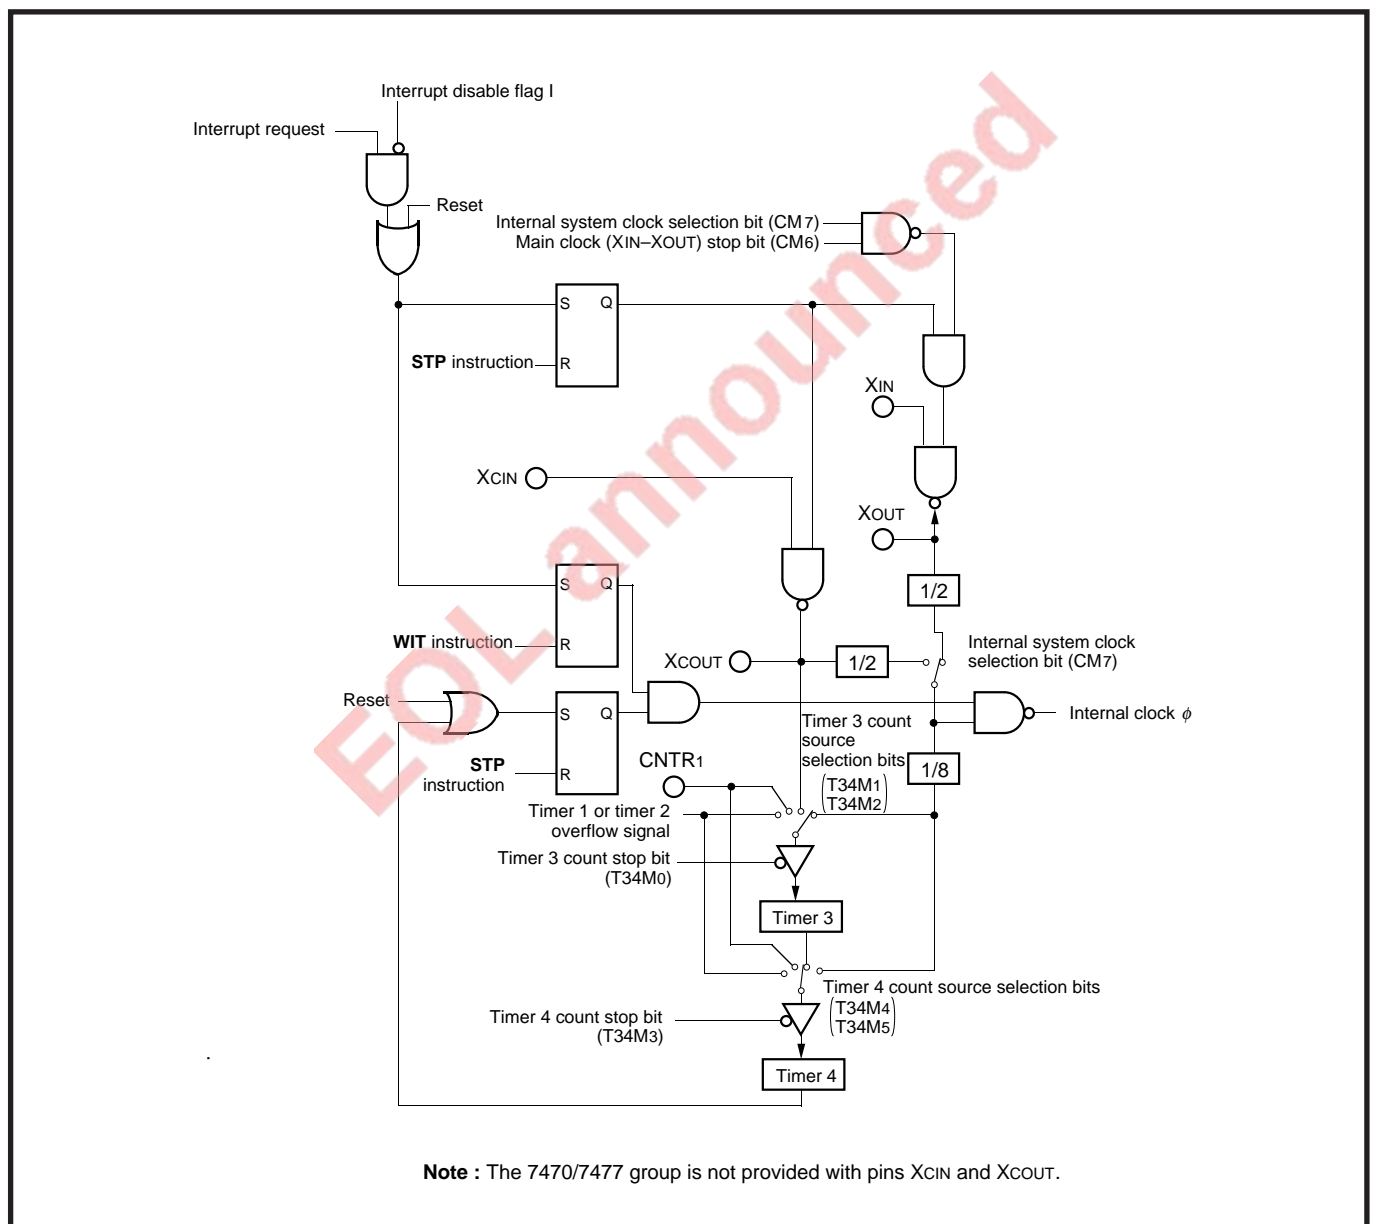 Interrupt disable flag I
Interrupt request
Reset
Internal system clock selection bit (CM7)
Main clock (XIN–XOUT) stop bit (CM6)
S Q
STP instruction
R
XIN
XCIN
XOUT
1/2
S Q
WIT instruction
R
XCOUT
1/2
Internal system clock
selection bit (CM7)
Reset
S Q
Internal clock ϕ
Timer 3 count
source
selection bits
(T34M1
T34M2)
1/8
STP
instruction
R
CNTR1
Timer 1 or timer 2
overflow signal
Timer 3 count stop bit
(T34M0)
Timer 3
Timer 4 count source selection bits
(T34M4
T34M5)
Timer 4 count stop bit
(T34M3)
Timer 4
Note : The 7470/7477 group is not provided with pins XCIN and XCOUT.
EOL announced